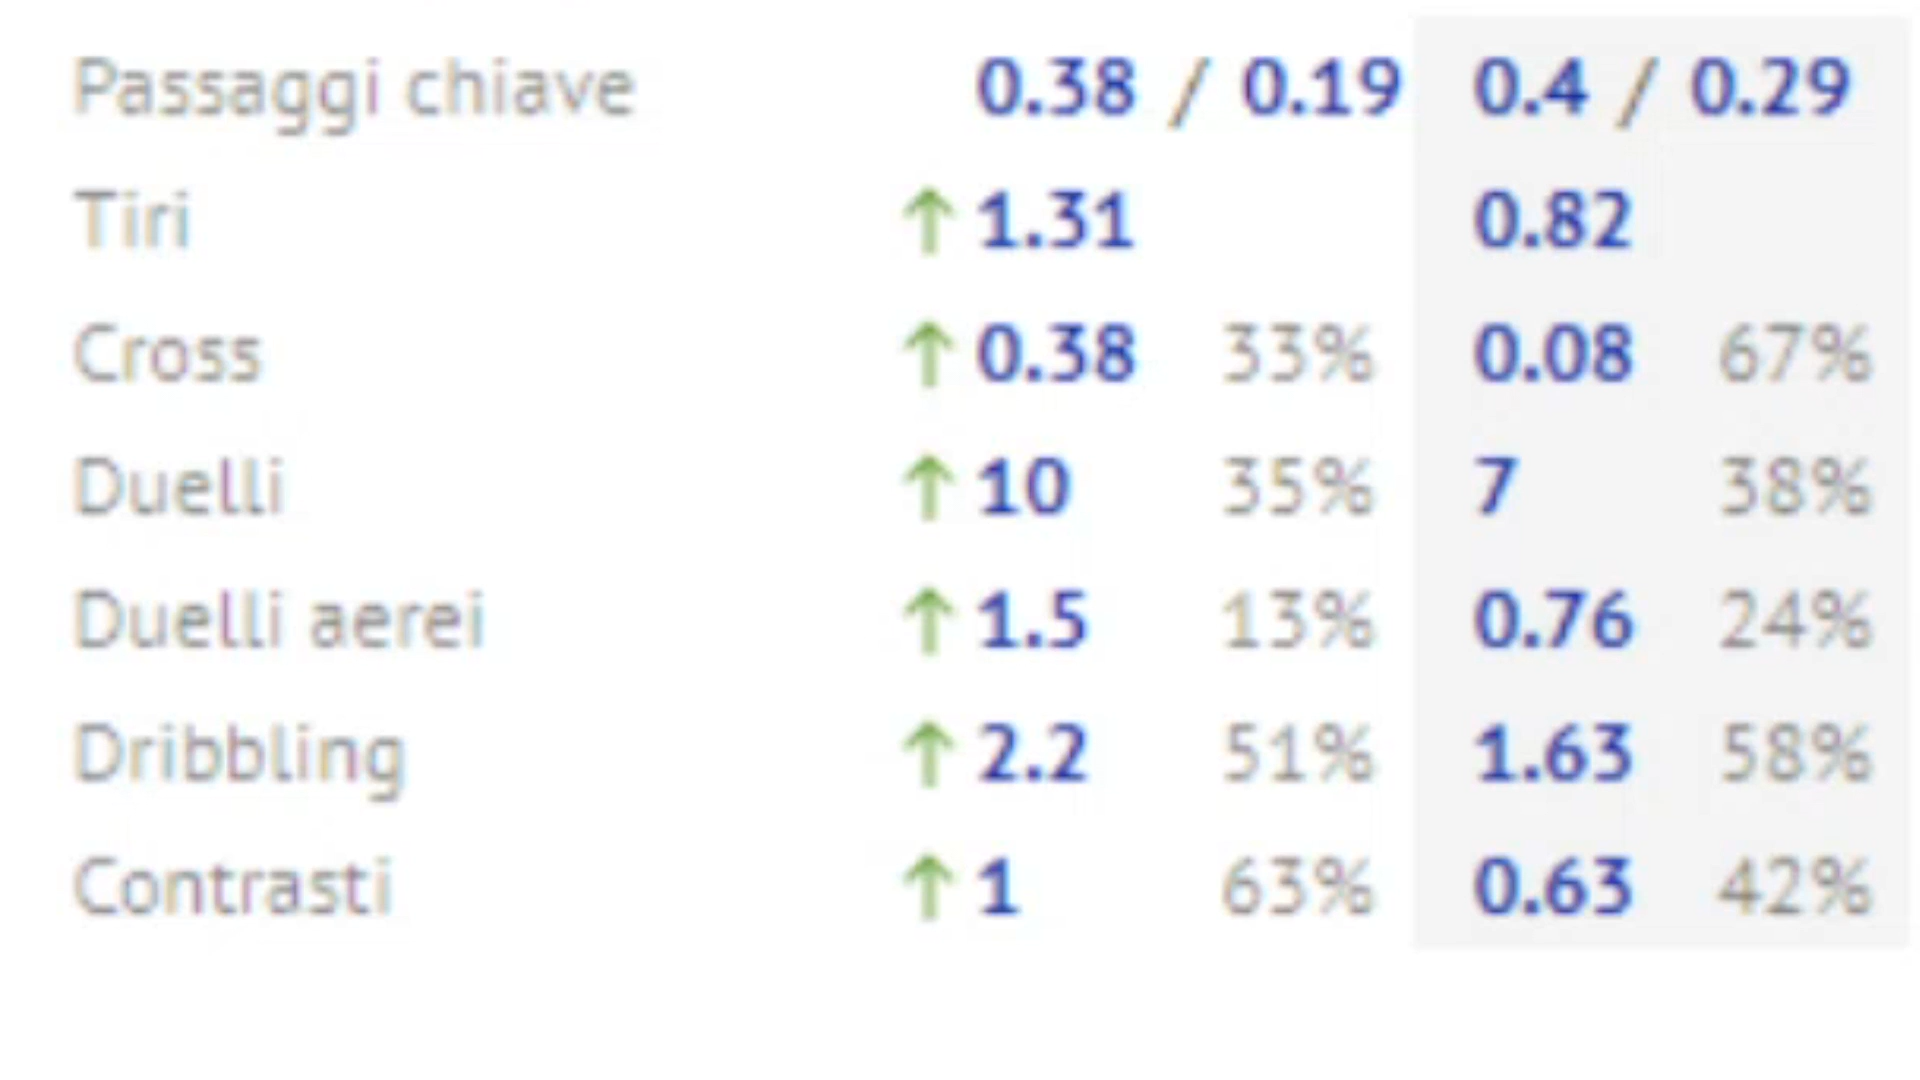 Passaggi chiave 0.38 / 0.19 0.4 / 0.29
Tiri ↑ 1.31 0.82
Cross ↑ 0.38 33% 0.08 67%
Duelli ↑ 10 35% 7 38%
Duelli aerei ↑ 1.5 13% 0.76 24%
Dribbling ↑ 2.2 51% 1.63 58%
Contrasti ↑ 1 63% 0.63 42%